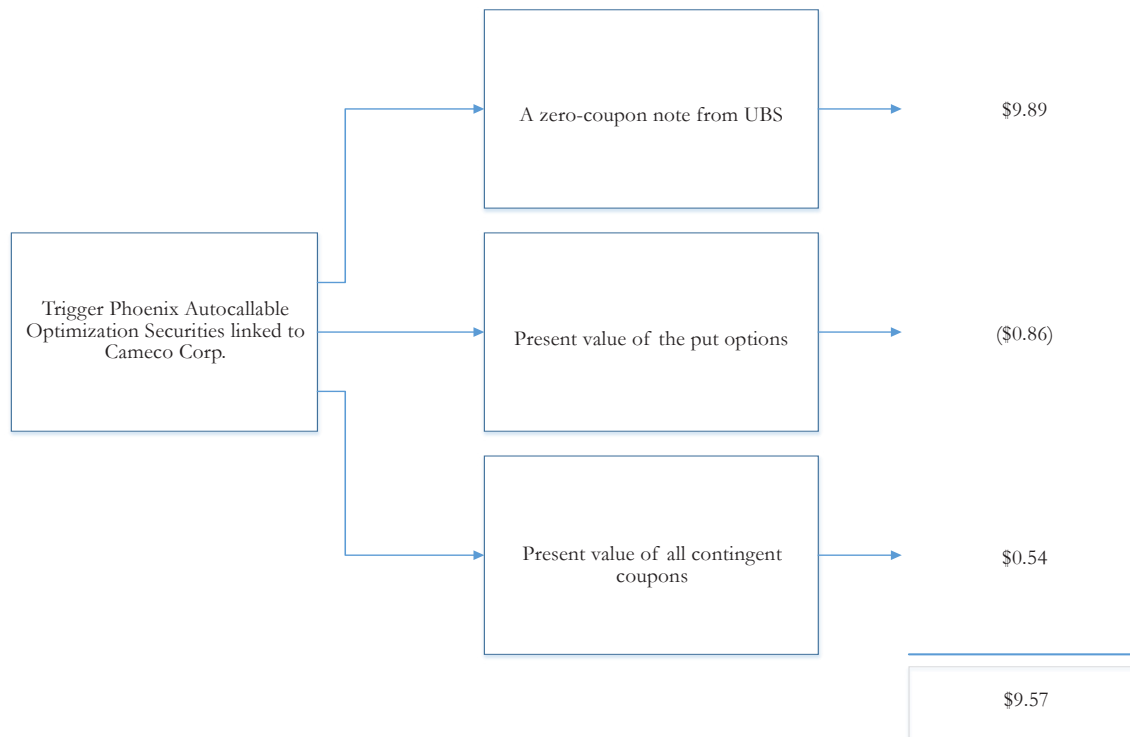 A zero-coupon note from UBS
$9.89
Trigger Phoenix Autocallable
Optimization Securities linked to
Cameco Corp.
Present value of the put options
($0.86)
Present value of all contingent
coupons
$0.54
$9.57